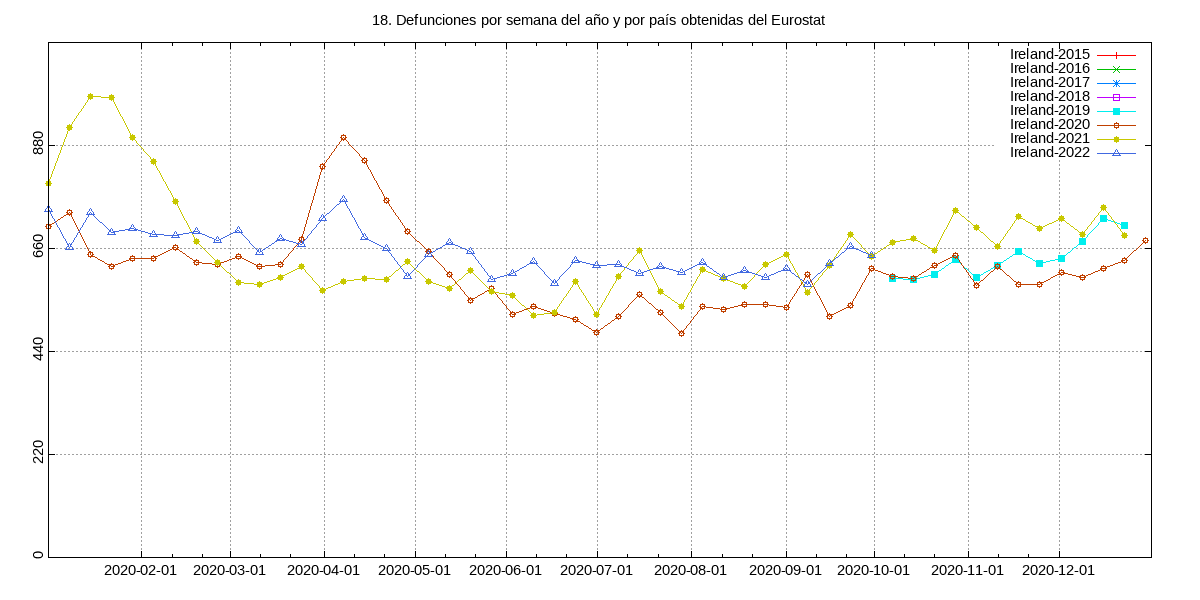 18. Defunciones por semana del año y por país obtenidas del Eurostat
Ireland-2015
Ireland-2016
Ireland-2017
Ireland-2018
Ireland-2019
Ireland-2020
Ireland-2021
Ireland-2022
880
660
440
220
0
2020-02-01 2020-03-01 2020-04-01 2020-05-01 2020-06-01 2020-07-01 2020-08-01 2020-09-01 2020-10-01 2020-11-01 2020-12-01